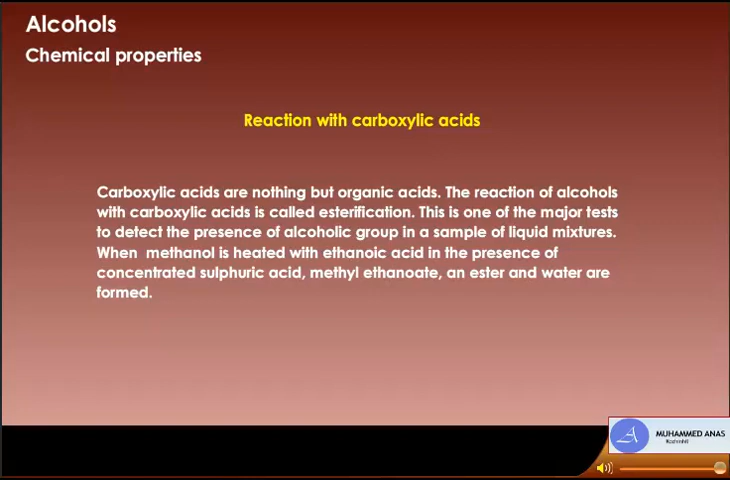 Alcohols
Chemical properties
Reaction with carboxylic acids
Carboxylic acids are nothing but organic acids. The reaction of alcohols
with carboxylic acids is called esterification. This is one of the major tests
to detect the presence of alcoholic group in a sample of liquid mixtures.
When methanol is heated with ethanoic acid in the presence of
concentrated sulphuric acid, methyl ethanoate, an ester and water are
formed.
MUHAMMED ANAS